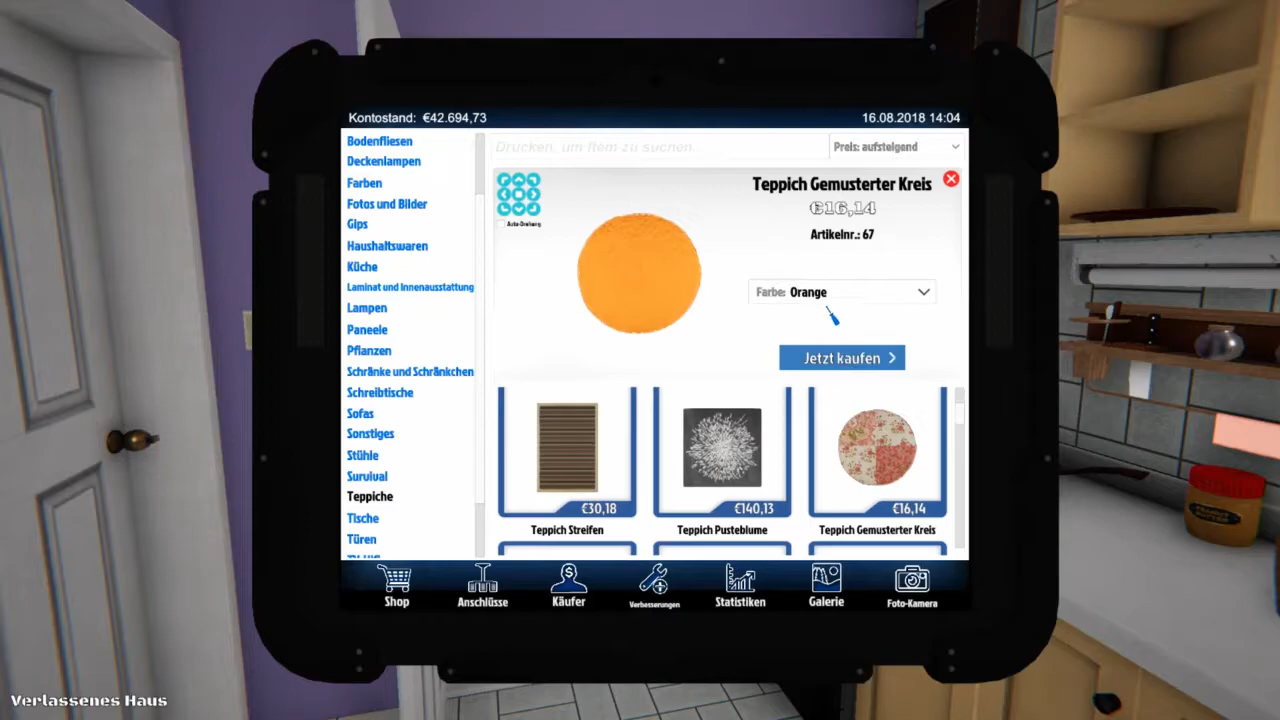 Kontostand: €42.694,73
16.08.2018 14:04
Bodenfliesen
Deckenlampen
Farben
Fotos und Bilder
Gips
Haushaltswaren
Küche
Laminat und Innenausstattung
Lampen
Paneele
Pflanzen
Schränke und Schränkchen
Schreibtische
Sofas
Sonstiges
Stühle
Survival
Teppiche
Tische
Türen
Drucken, um Item zu suchen..
Preis: aufsteigend
Auto-Drehung
Teppich Gemusterter Kreis
€16,14
Artikelnr.: 67
Farbe: Orange
Jetzt kaufen
€30,18
€140,13
€16,14
Teppich Streifen
Teppich Pusteblume
Teppich Gemusterter Kreis
Shop
Anschlüsse
Käufer
Verbesserungen
Statistiken
Galerie
Foto-Kamera
Verlassenes Haus